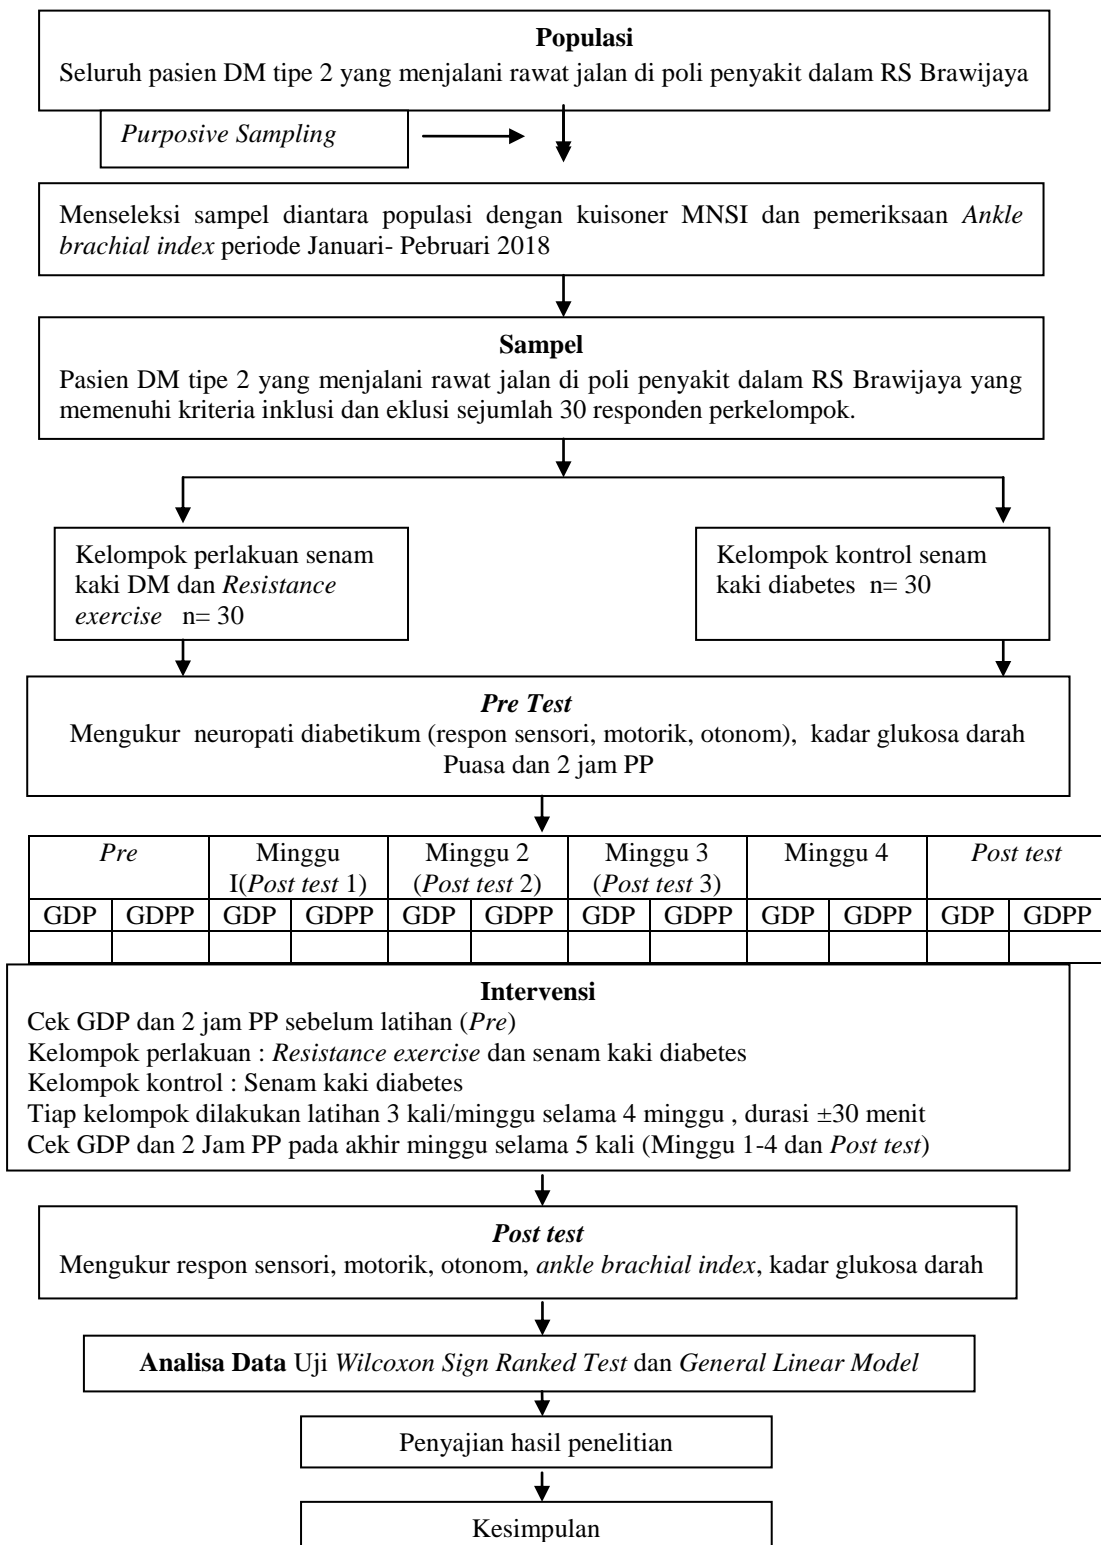 Populasi
Seluruh pasien DM tipe 2 yang menjalani rawat jalan di poli penyakit dalam RS Brawijaya
Purposive Sampling
Menseleksi sampel diantara populasi dengan kuisoner MNSI dan pemeriksaan Ankle
brachial index periode Januari- Pebruari 2018
Sampel
Pasien DM tipe 2 yang menjalani rawat jalan di poli penyakit dalam RS Brawijaya yang
memenuhi kriteria inklusi dan eklusi sejumlah 30 responden perkelompok.
Kelompok perlakuan senam
kaki DM dan Resistance
exercise n= 30
Kelompok kontrol senam
kaki diabetes n= 30
Pre Test
Mengukur neuropati diabetikum (respon sensori, motorik, otonom), kadar glukosa darah
Puasa dan 2 jam PP
Pre Minggu Minggu 2 Minggu 3 Minggu 4 Post test
I(Post test 1) (Post test 2) (Post test 3)
GDP GDPP GDP GDPP GDP GDPP GDP GDPP GDP GDPP GDP GDPP
Intervensi
Cek GDP dan 2 jam PP sebelum latihan (Pre)
Kelompok perlakuan : Resistance exercise dan senam kaki diabetes
Kelompok kontrol : Senam kaki diabetes
Tiap kelompok dilakukan latihan 3 kali/minggu selama 4 minggu , durasi ±30 menit
Cek GDP dan 2 Jam PP pada akhir minggu selama 5 kali (Minggu 1-4 dan Post test)
Post test
Mengukur respon sensori, motorik, otonom, ankle brachial index, kadar glukosa darah
Analisa Data Uji Wilcoxon Sign Ranked Test dan General Linear Model
Penyajian hasil penelitian
Kesimpulan